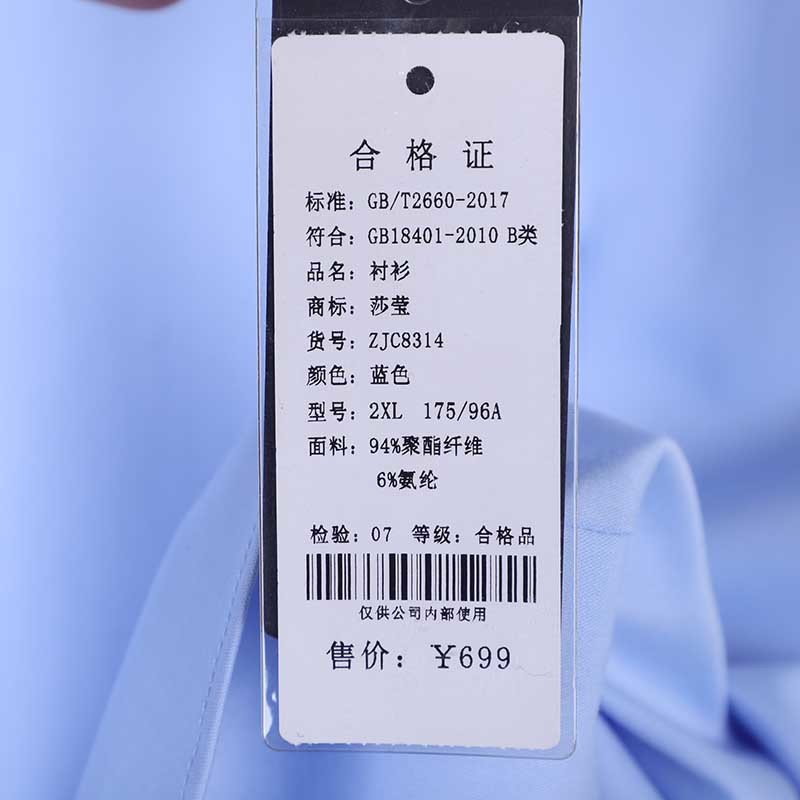 合格证
标准：GB/T2660-2017
符合：GB18401-2010 B类
品名：衬衫
商标：莎莹
货号：ZJC8314
颜色：蓝色
型号：2XL 175/96A
面料：94%聚酯纤维
6%氨纶
检验：07 等级：合格品
仅供公司内部使用
售价：¥699